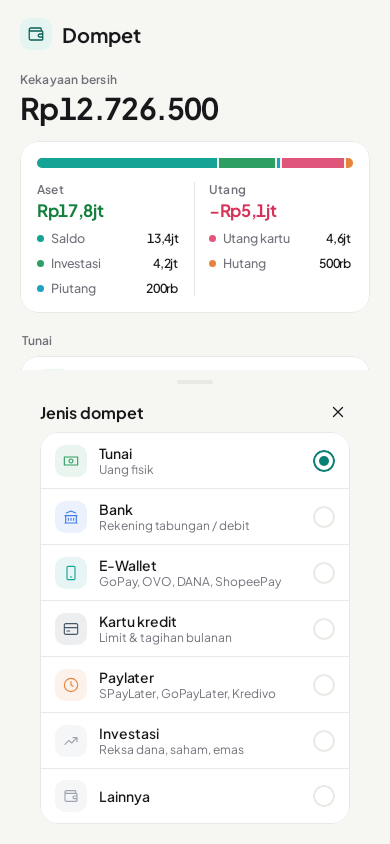 Dompet
Kekayaan bersih
Rp12.726.500
Aset
Rp17,8jt
Saldo 13,4jt
Investasi 4,2jt
Piutang 200rb
Utang
-Rp5,1jt
Utang kartu 4,6jt
Hutang 500rb
Tunai
Jenis dompet
Tunai
Uang fisik
Bank
Rekening tabungan / debit
E-Wallet
GoPay, OVO, DANA, ShopeePay
Kartu kredit
Limit & tagihan bulanan
Paylater
SPayLater, GoPayLater, Kredivo
Investasi
Reksa dana, saham, emas
Lainnya